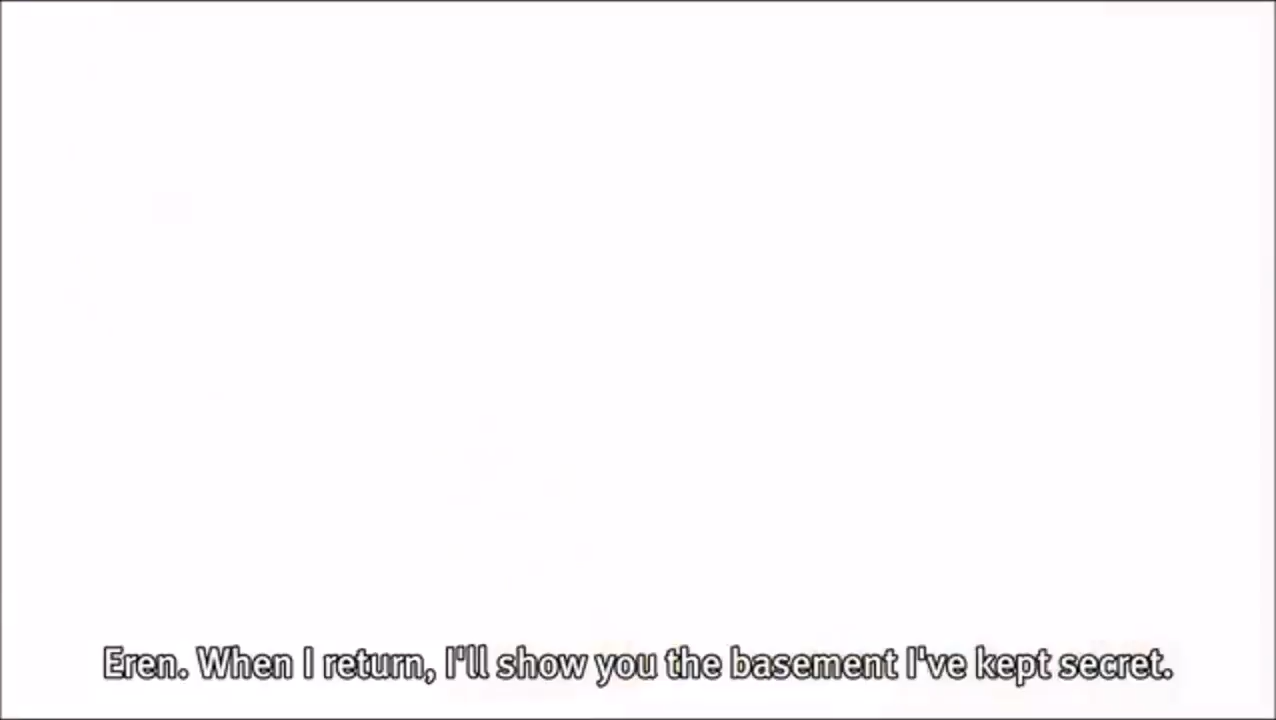 Eren. When I return, I'll show you the basement I've kept secret.